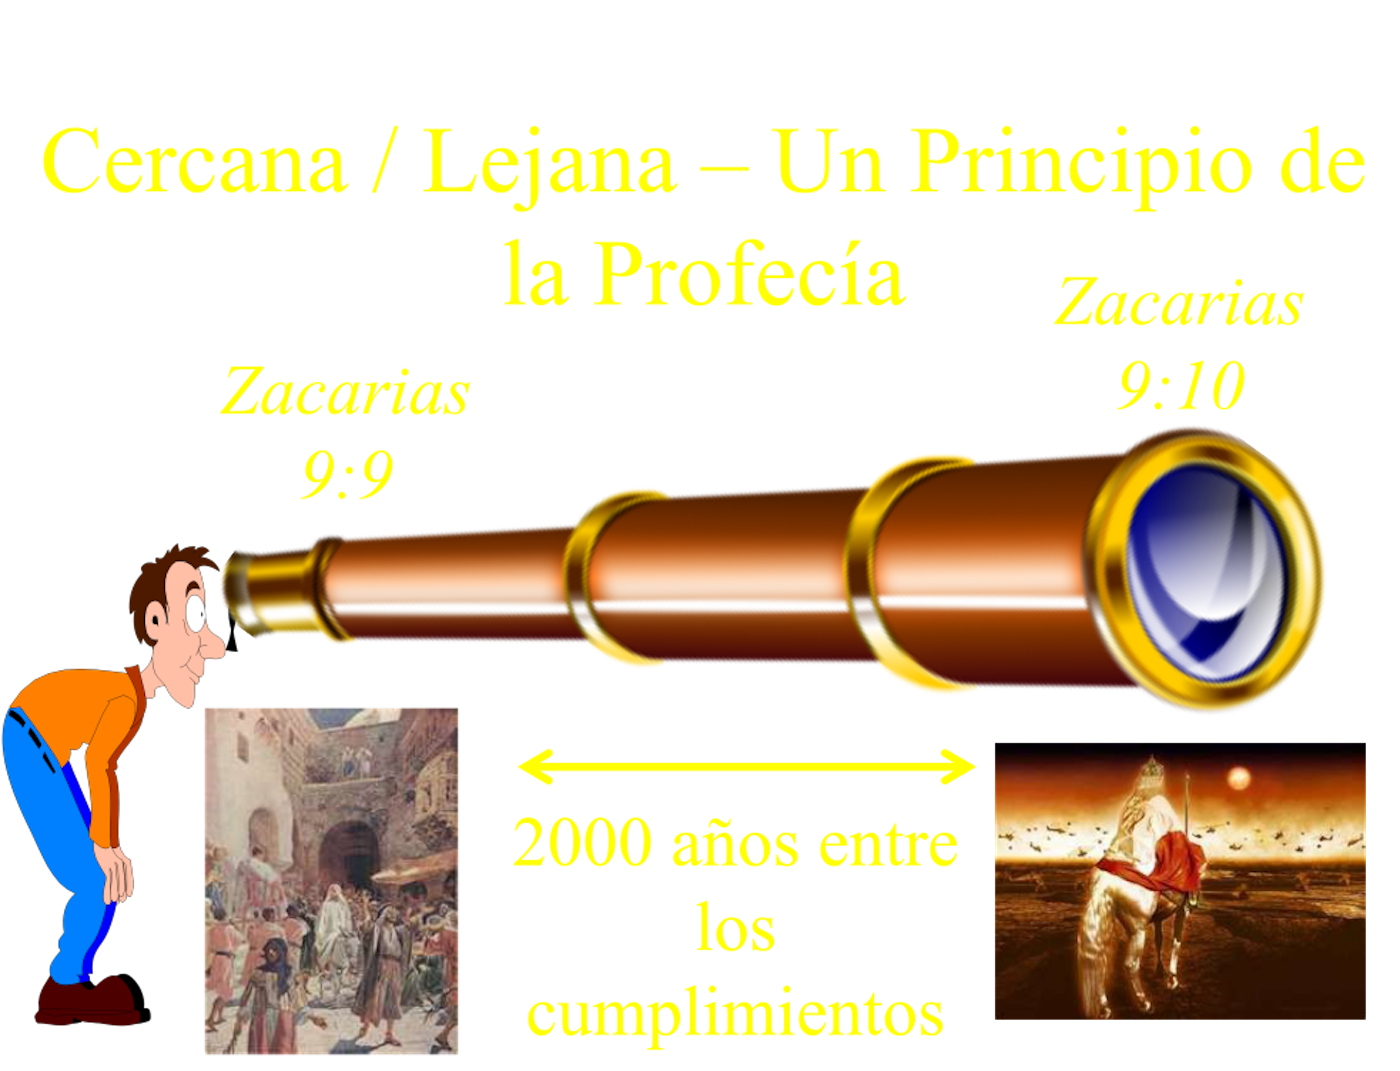 Cercana / Lejana – Un Principio de
la Profecía
Zacarias
9:10
Zacarias
9:9
2000 años entre
los
cumplimientos